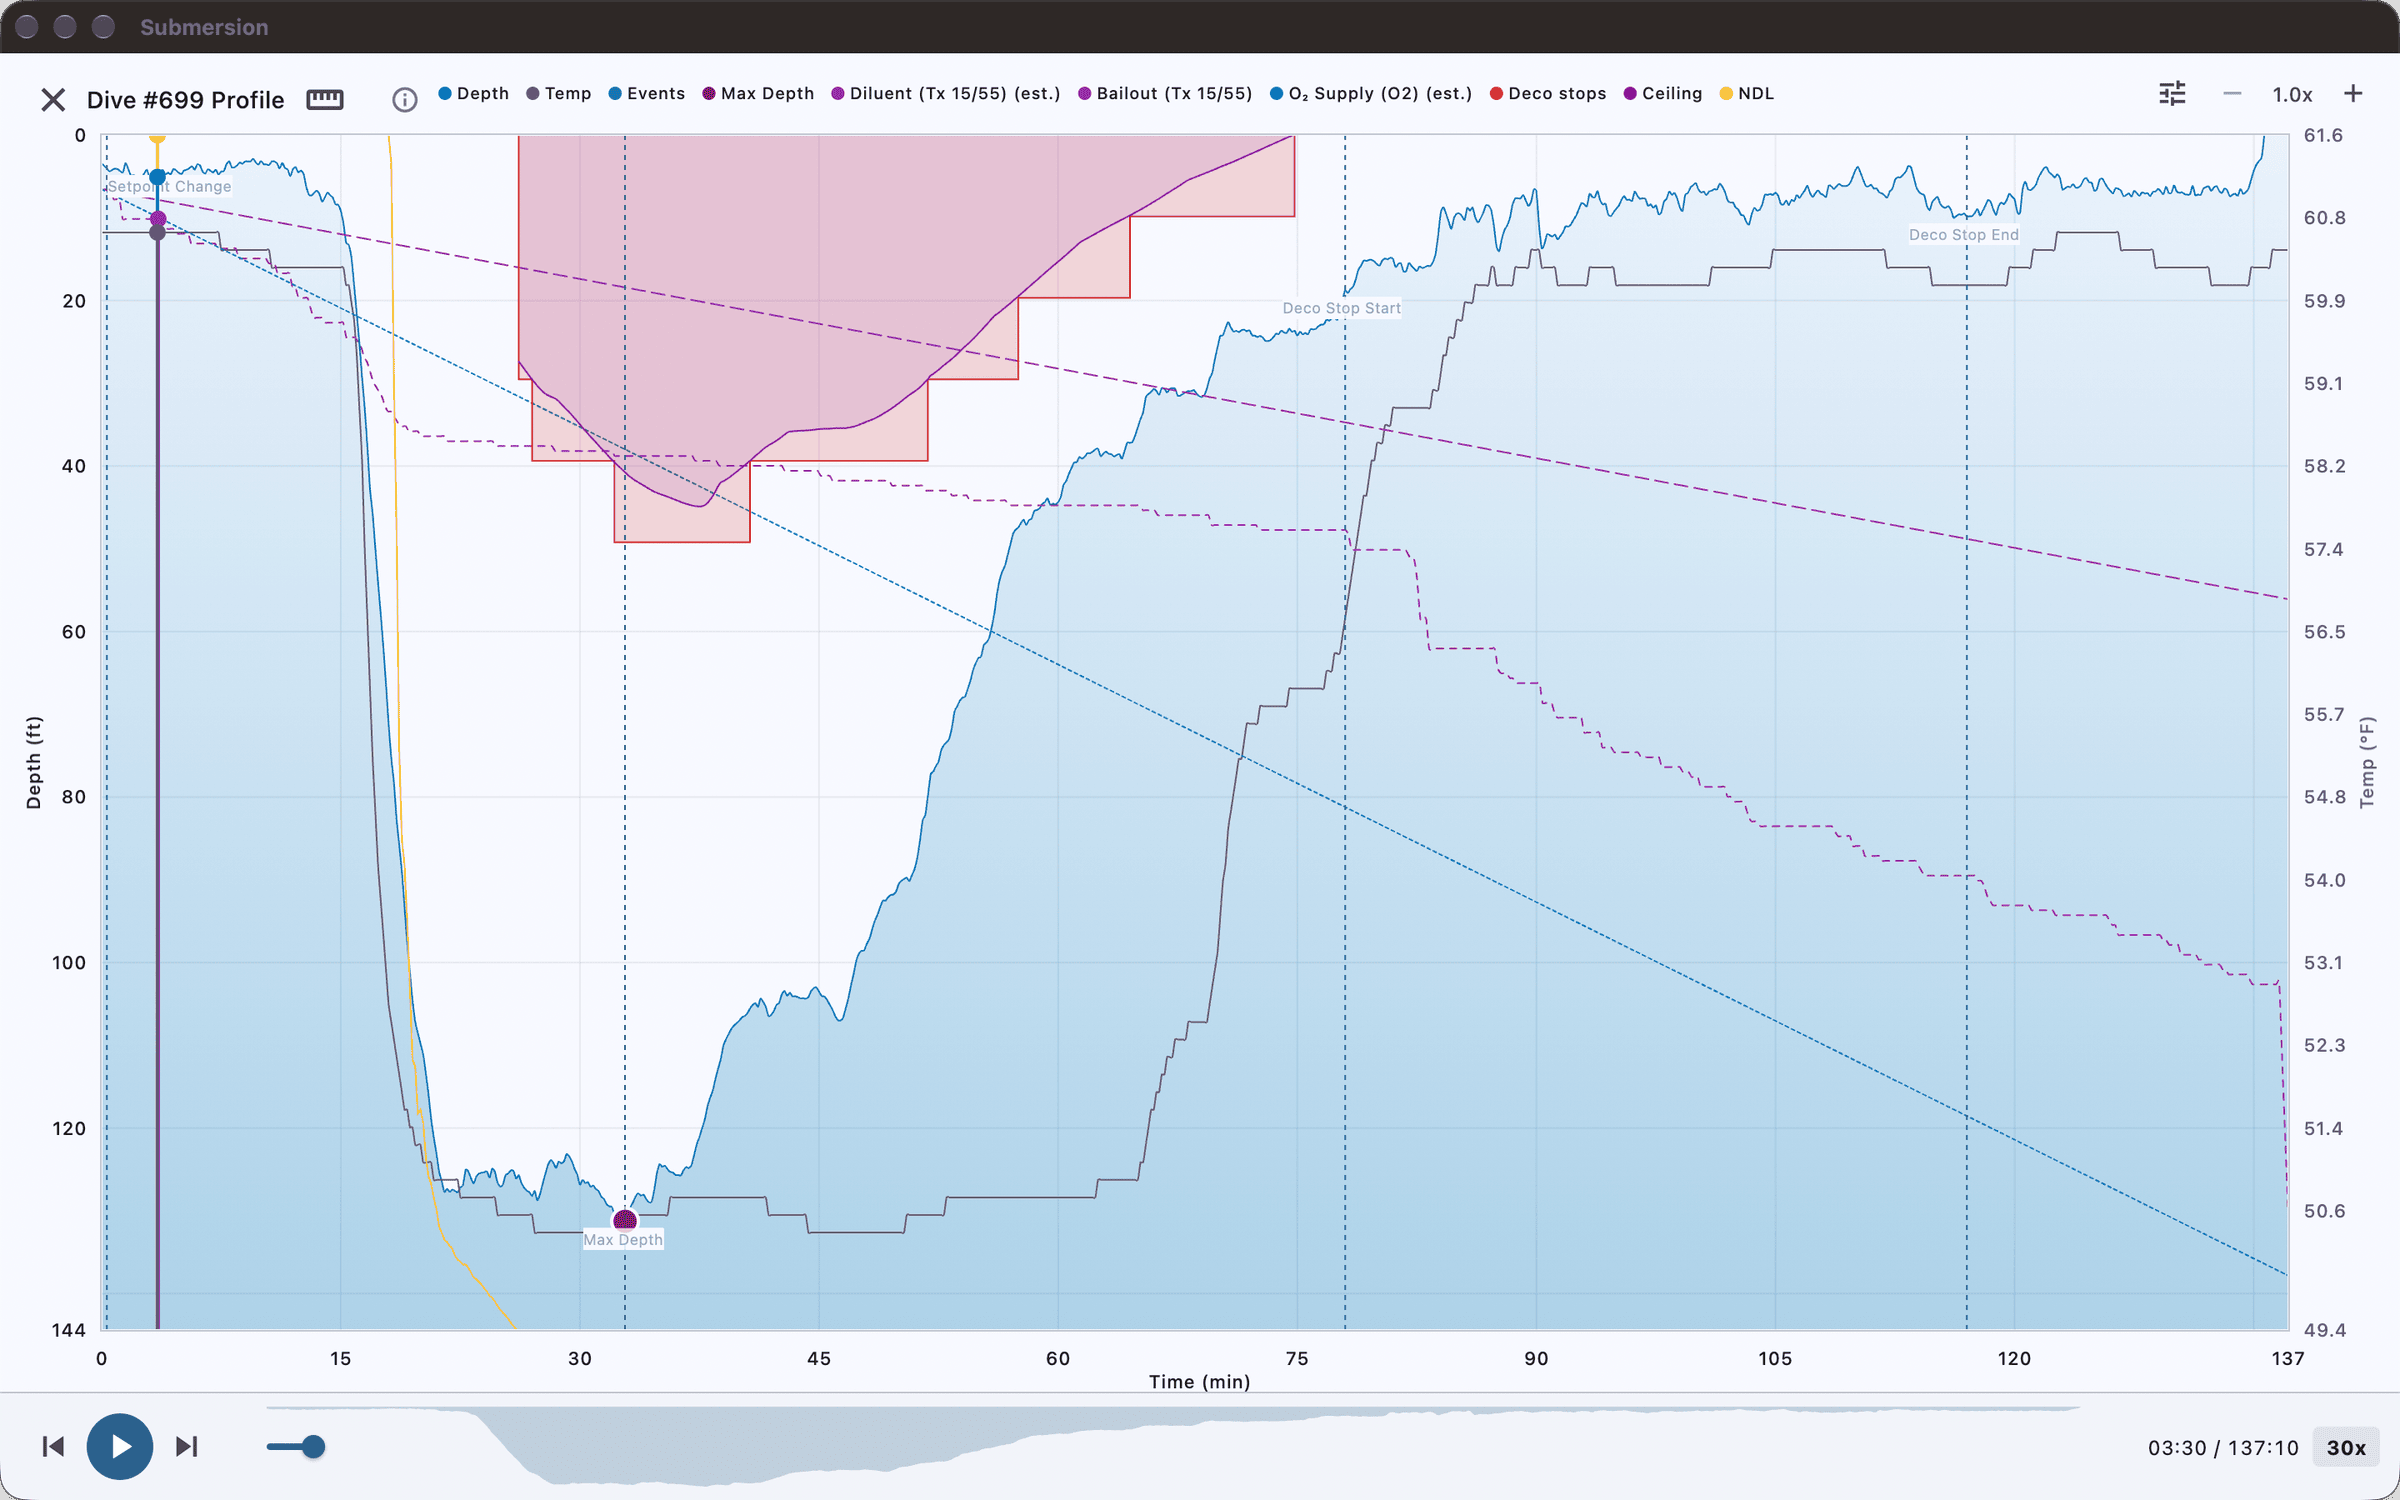 Submersion
Dive #699 Profile
Depth Temp Events Max Depth Diluent (Tx 15/55) (est.) Bailout (Tx 15/55) O₂ Supply (O2) (est.) Deco stops Ceiling NDL
1.0x
0
20
40
60
80
100
120
144
Depth (ft)
Setpoint Change
Max Depth
Deco Stop Start
Deco Stop End
61.6
60.8
59.9
59.1
58.2
57.4
56.5
55.7
54.8
54.0
53.1
52.3
51.4
50.6
49.4
Temp (°F)
0 15 30 45 60 75 90 105 120 137
Time (min)
03:30 / 137:10 30x